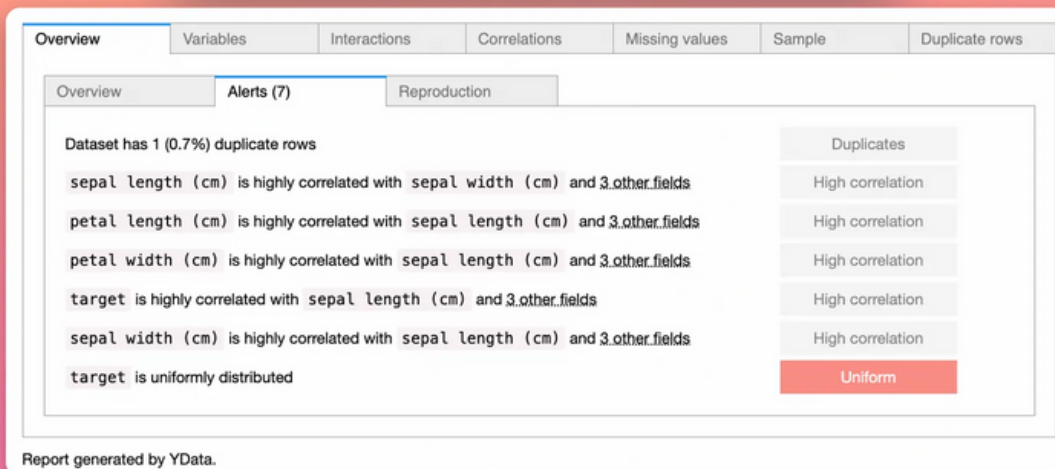 Overview Variables Interactions Correlations Missing values Sample Duplicate rows
Overview Alerts (7) Reproduction
Dataset has 1 (0.7%) duplicate rows Duplicates
sepal length (cm) is highly correlated with sepal width (cm) and 3 other fields High correlation
petal length (cm) is highly correlated with sepal length (cm) and 3 other fields High correlation
petal width (cm) is highly correlated with sepal length (cm) and 3 other fields High correlation
target is highly correlated with sepal length (cm) and 3 other fields High correlation
sepal width (cm) is highly correlated with sepal length (cm) and 3 other fields High correlation
target is uniformly distributed Uniform
Report generated by YData.